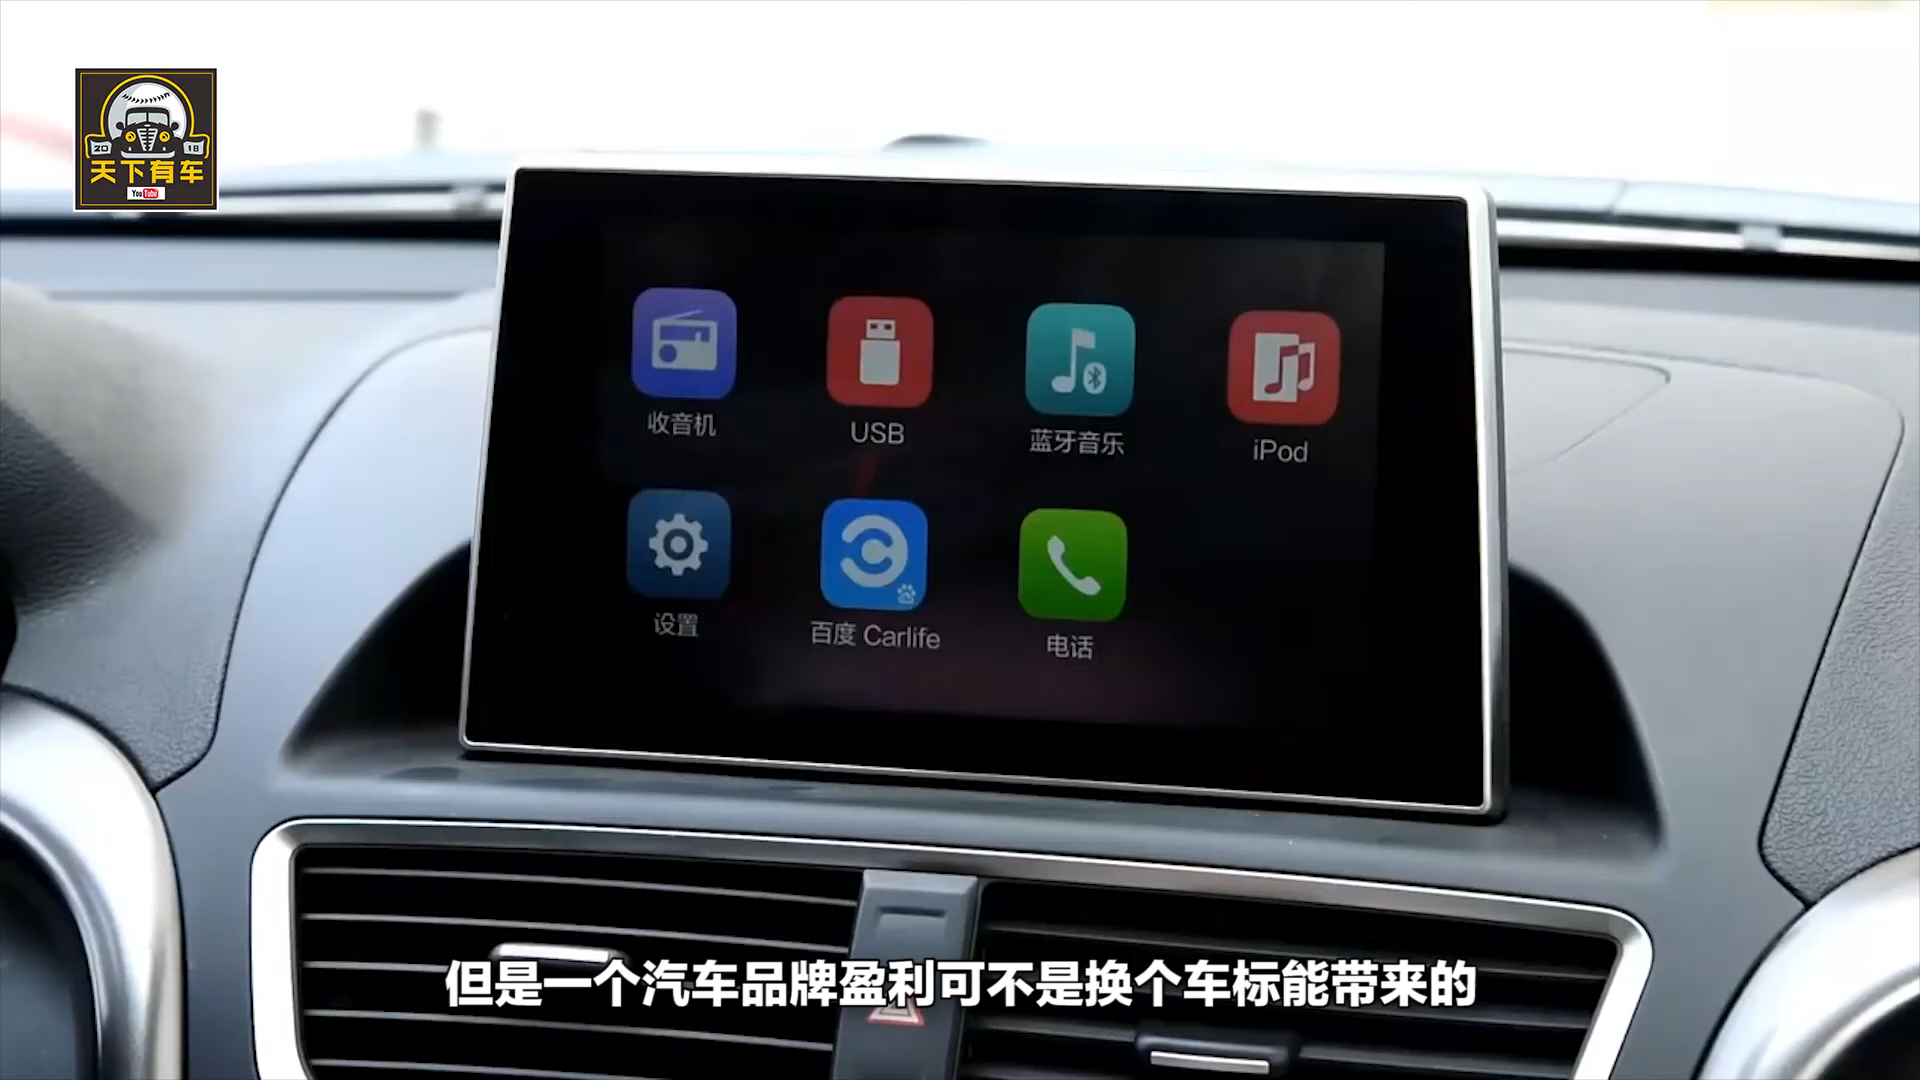 20 18
天下有车
YouTube
收音机
USB
蓝牙音乐
iPod
设置
百度 Carlife
电话
但是一个汽车品牌盈利可不是换个车标能带来的